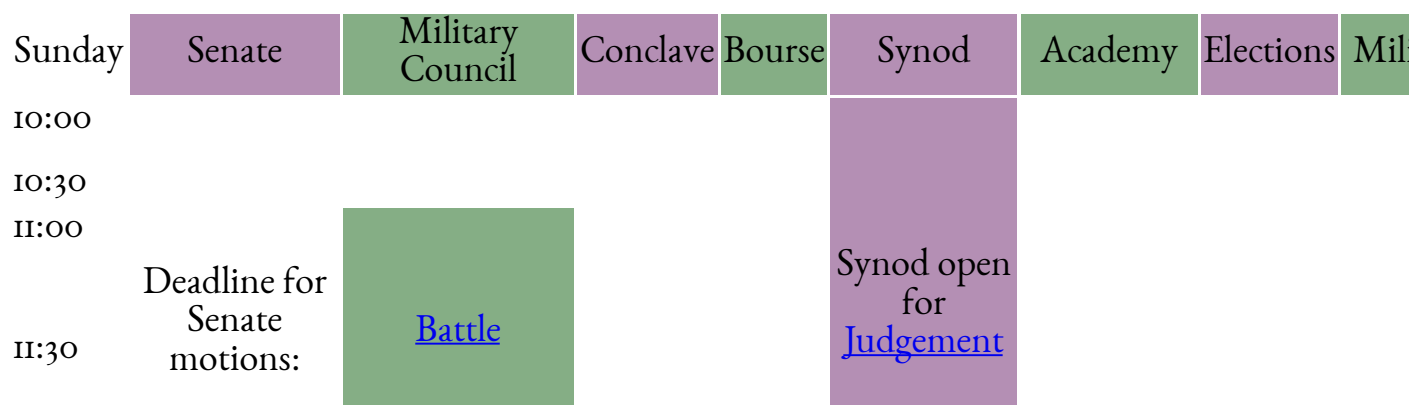 Sunday Senate Military Council Conclave Bourse Synod Academy Elections Mil
10:00
10:30
11:00
Deadline for Senate motions:
Battle
Synod open for Judgement
11:30